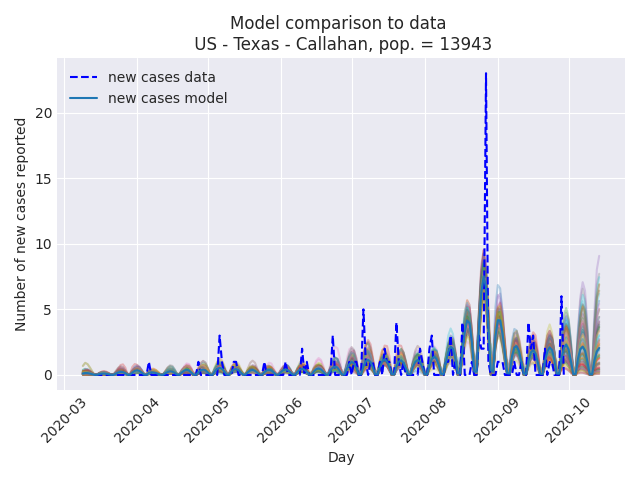 Model comparison to data
US - Texas - Callahan, pop. = 13943
new cases data
new cases model
Number of new cases reported
20
15
10
5
0
2020-03
2020-04
2020-05
2020-06
2020-07
2020-08
2020-09
2020-10
Day